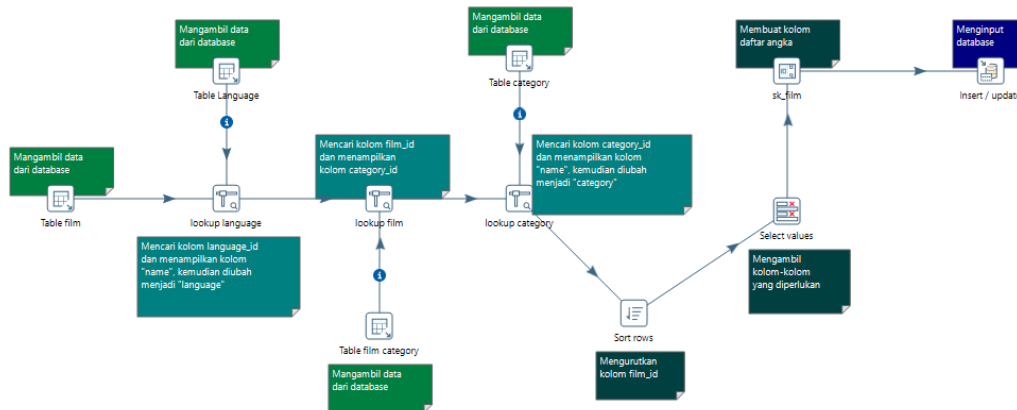 Mangambil data
dari database
Table Language
Mangambil data
dari database
Table category
Membuat kolom
daftar angka
sk_film
Menginput
database
Insert / update
Mangambil data
dari database
Table film
lookup language
Mencari kolom language_id
dan menampilkan kolom
"name", kemudian diubah
menjadi "language"
Mencari kolom film_id
dan menampilkan
kolom category_id
lookup film
Mencari kolom category_id
dan menampilkan kolom
"name", kemudian diubah
menjadi "category"
lookup category
Select values
Mengambil
kolom-kolom
yang diperlukan
Table film category
Mangambil data
dari database
Sort rows
Mengurutkan
kolom film_id